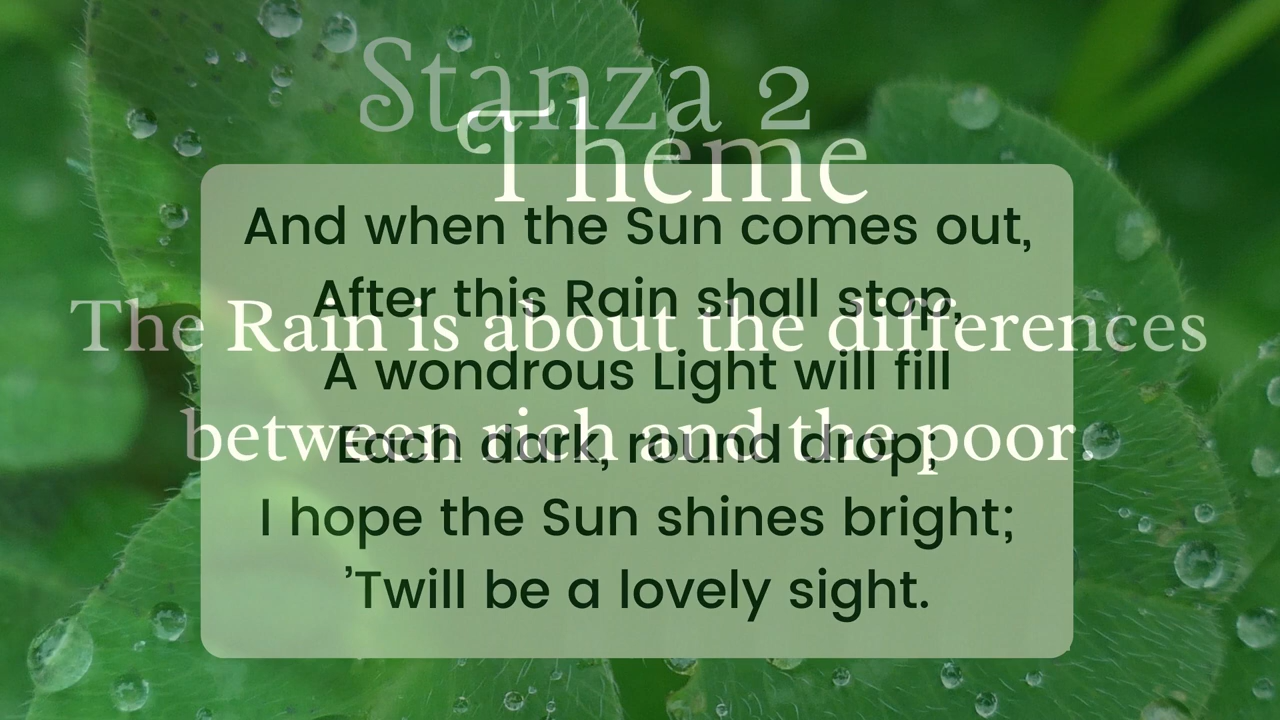 Stanza 2
Theme
And when the Sun comes out,
After this Rain shall stop,
The Rain is about the differences
A wondrous Light will fill
between rich and the poor.
Each dark, round drop;
I hope the Sun shines bright;
’Twill be a lovely sight.